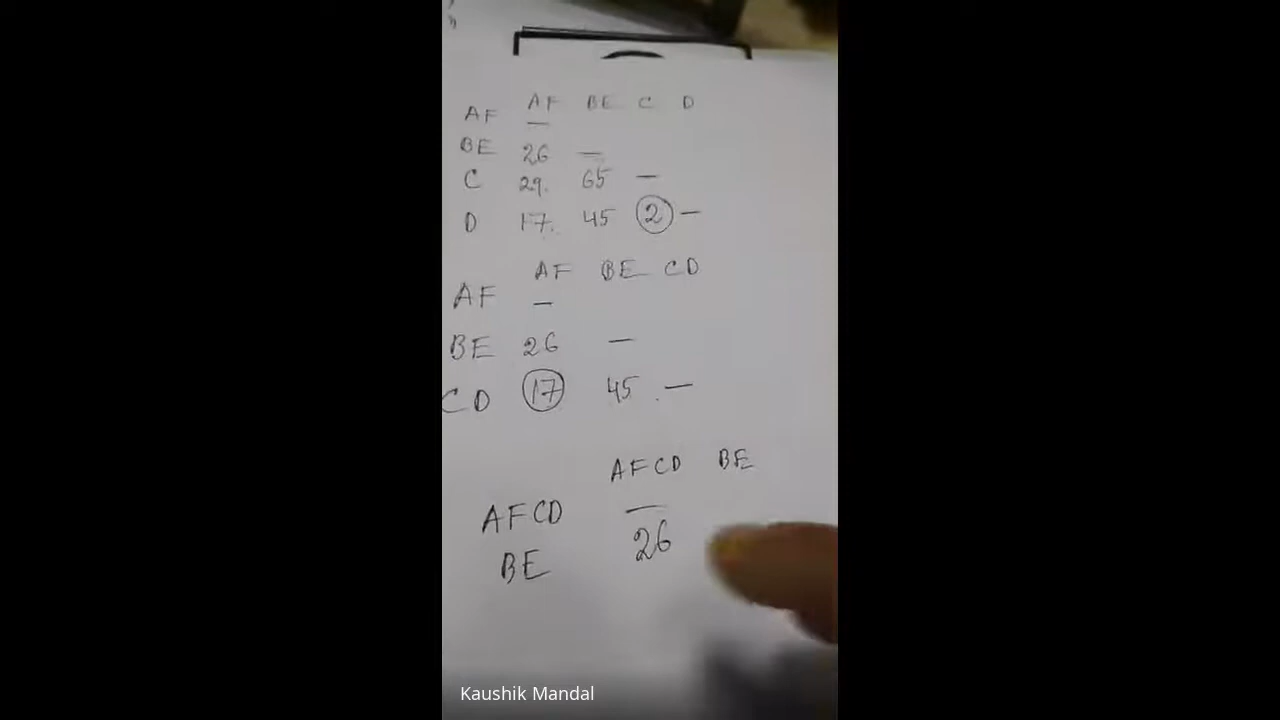 AF BE C D
AF —
BE 26 —
C 29. 65 —
D 17. 45 2 —
AF BE CD
AF —
BE 26 —
CD 17 45 . —
AFCD BE
AFCD —
BE 26
Kaushik Mandal